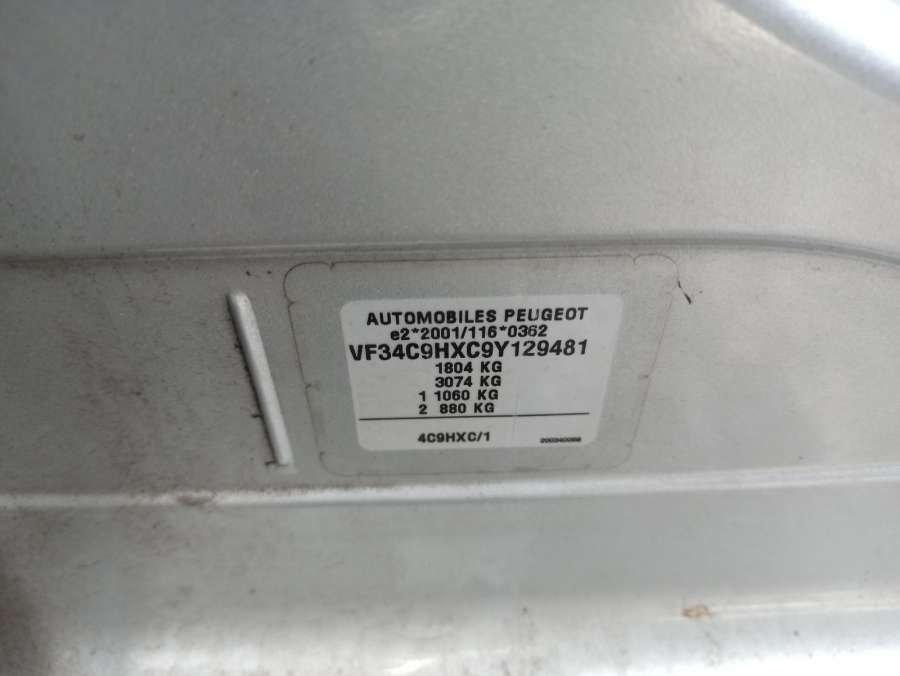 AUTOMOBILES PEUGEOT
e2*2001/116*0362
VF34C9HXC9Y129481
1804 KG
3074 KG
1 1060 KG
2 880 KG
4C9HXC/1